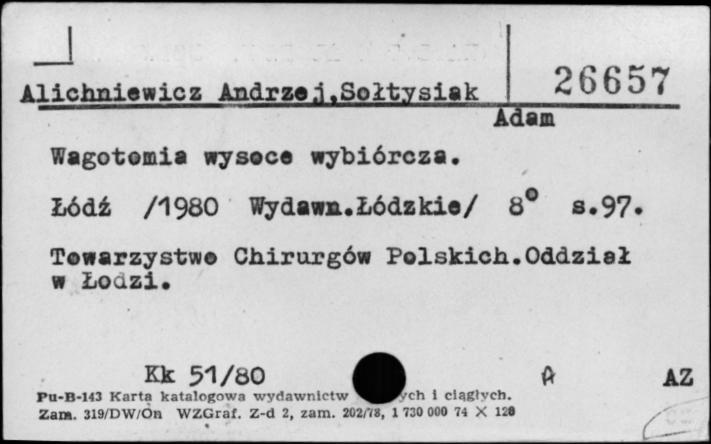 26657
Alichniewicz Andrzej,Sołtysiak
Adam
Wagotomia wysoce wybiórcza.
Łódź /1980 Wydawn.Łódzkie/ 8° s.97.
Towarzystwo Chirurgów Polskich.Oddział
w Łodzi.
Kk 51/80 A AZ
Pu-B-143 Karta katalogowa wydawnictw i ciągłych.
Zam. 319/DW/On WZGraf. Z-d 2, zam. 202/78, 1 730 000 74 X 120